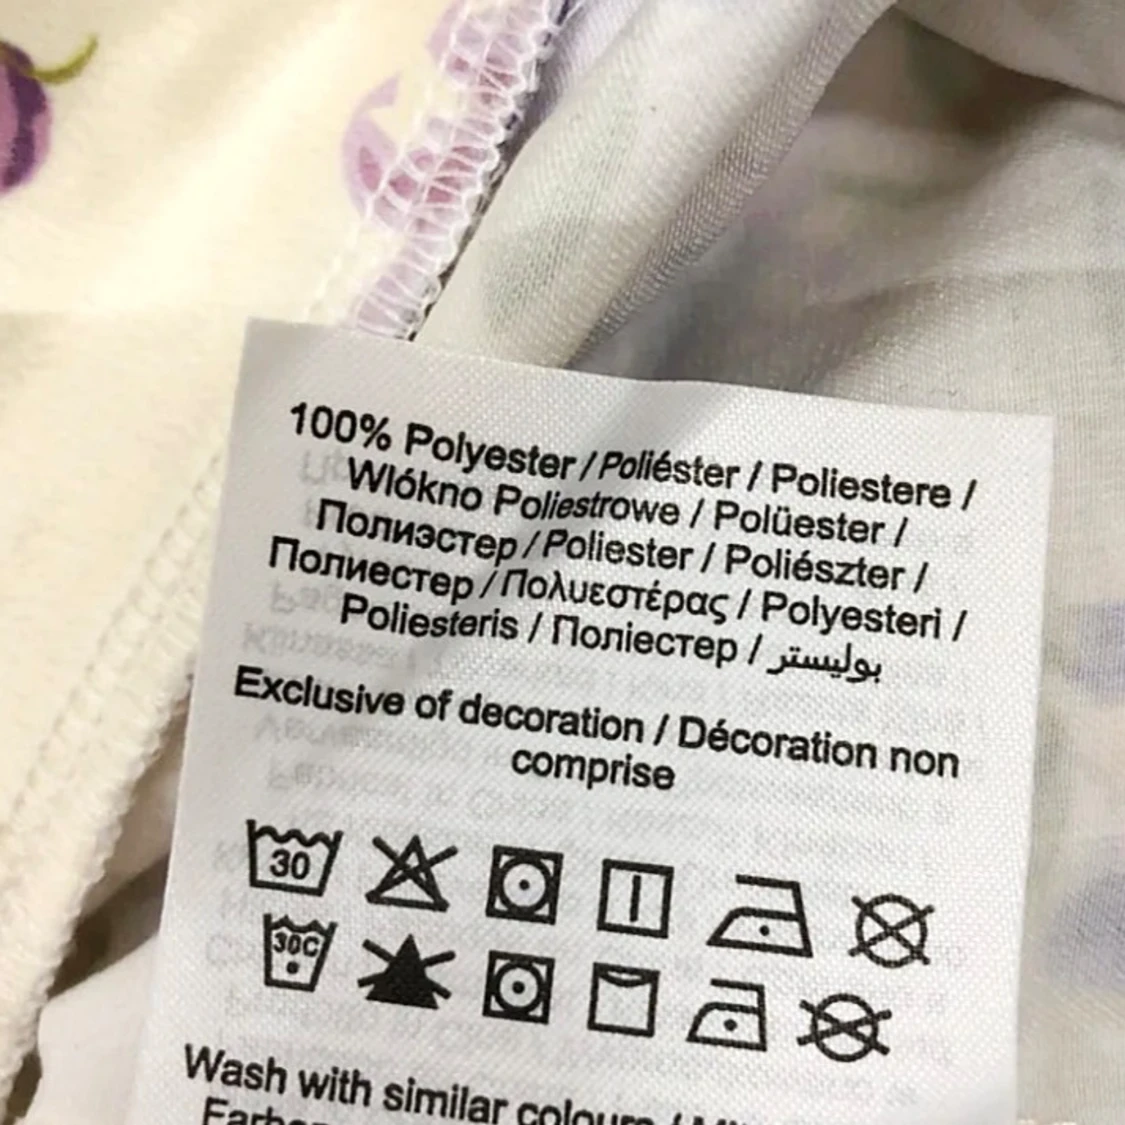 100% Polyester / Poliéster / Poliestere /
Wlókno Poliestrowe / Polüester /
Полиэстер / Poliester / Poliészter /
Полиестер / Πολυεστέρας / Polyesteri /
Poliesteris / Поліестер / بوليستر
Exclusive of decoration / Décoration non
comprise
30
30C
Wash with similar colours /